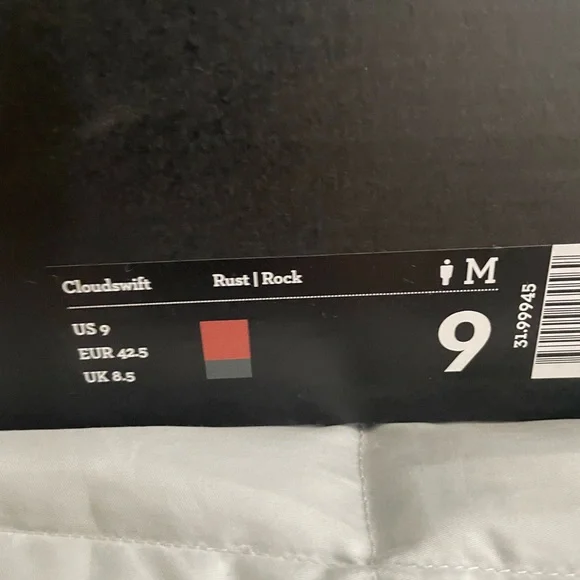 Cloudswift Rust | Rock M
US 9
EUR 42.5
UK 8.5
9
31.99945